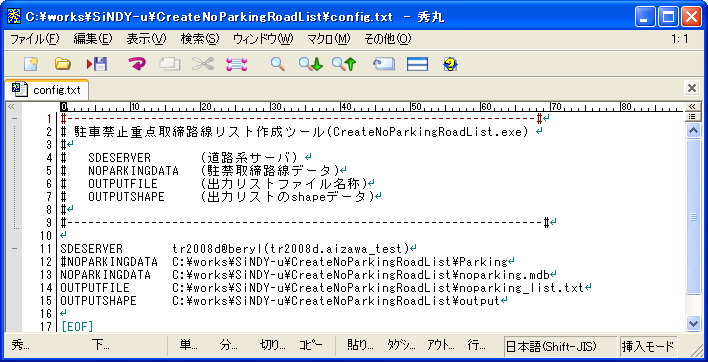 C:¥works¥SiNDY-u¥CreateNoParkingRoadList¥config.txt - 秀丸
ファイル(F) 編集(E) 表示(V) 検索(S) ウィンドウ(W) マクロ(M) その他(O) 1: 1
config.txt
0 10 20 30 40 50 60 70 80
1 #--------------------------------------------------------------------#
2 # 駐車禁止重点取締路線リスト作成ツール(CreateNoParkingRoadList.exe)
3 #
4 # SDESERVER (道路系サーバ)
5 # NOPARKINGDATA (駐禁取締路線データ)
6 # OUTPUTFILE (出力リストファイル名称)
7 # OUTPUTSHAPE (出力リストのshapeデータ)
8 #
9 #--------------------------------------------------------------------#
10
11 SDESERVER tr2008d@beryl(tr2008d.aizawa_test)
12 #NOPARKINGDATA C:¥works¥SiNDY-u¥CreateNoParkingRoadList¥Parking
13 NOPARKINGDATA C:¥works¥SiNDY-u¥CreateNoParkingRoadList¥noparking.mdb
14 OUTPUTFILE C:¥works¥SiNDY-u¥CreateNoParkingRoadList¥noparking_list.txt
15 OUTPUTSHAPE C:¥works¥SiNDY-u¥CreateNoParkingRoadList¥output
16
17 [EOF]
秀... 下... 単... 分... 切り... コピー 貼り... タグシ... アウト... 行... 日本語(Shift-JIS) 挿入モード